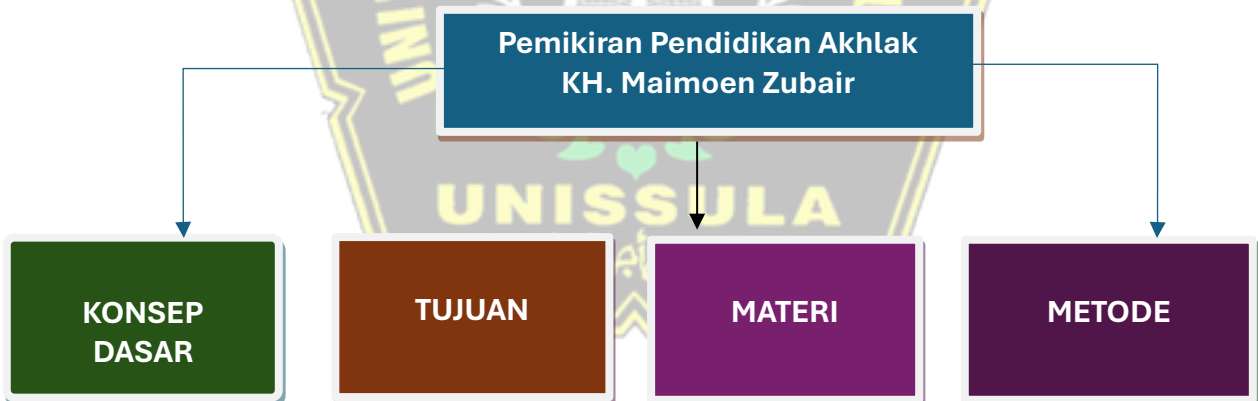 Pemikiran Pendidikan Akhlak
KH. Maimoen Zubair
UNISSULA
KONSEP
DASAR
TUJUAN
MATERI
METODE